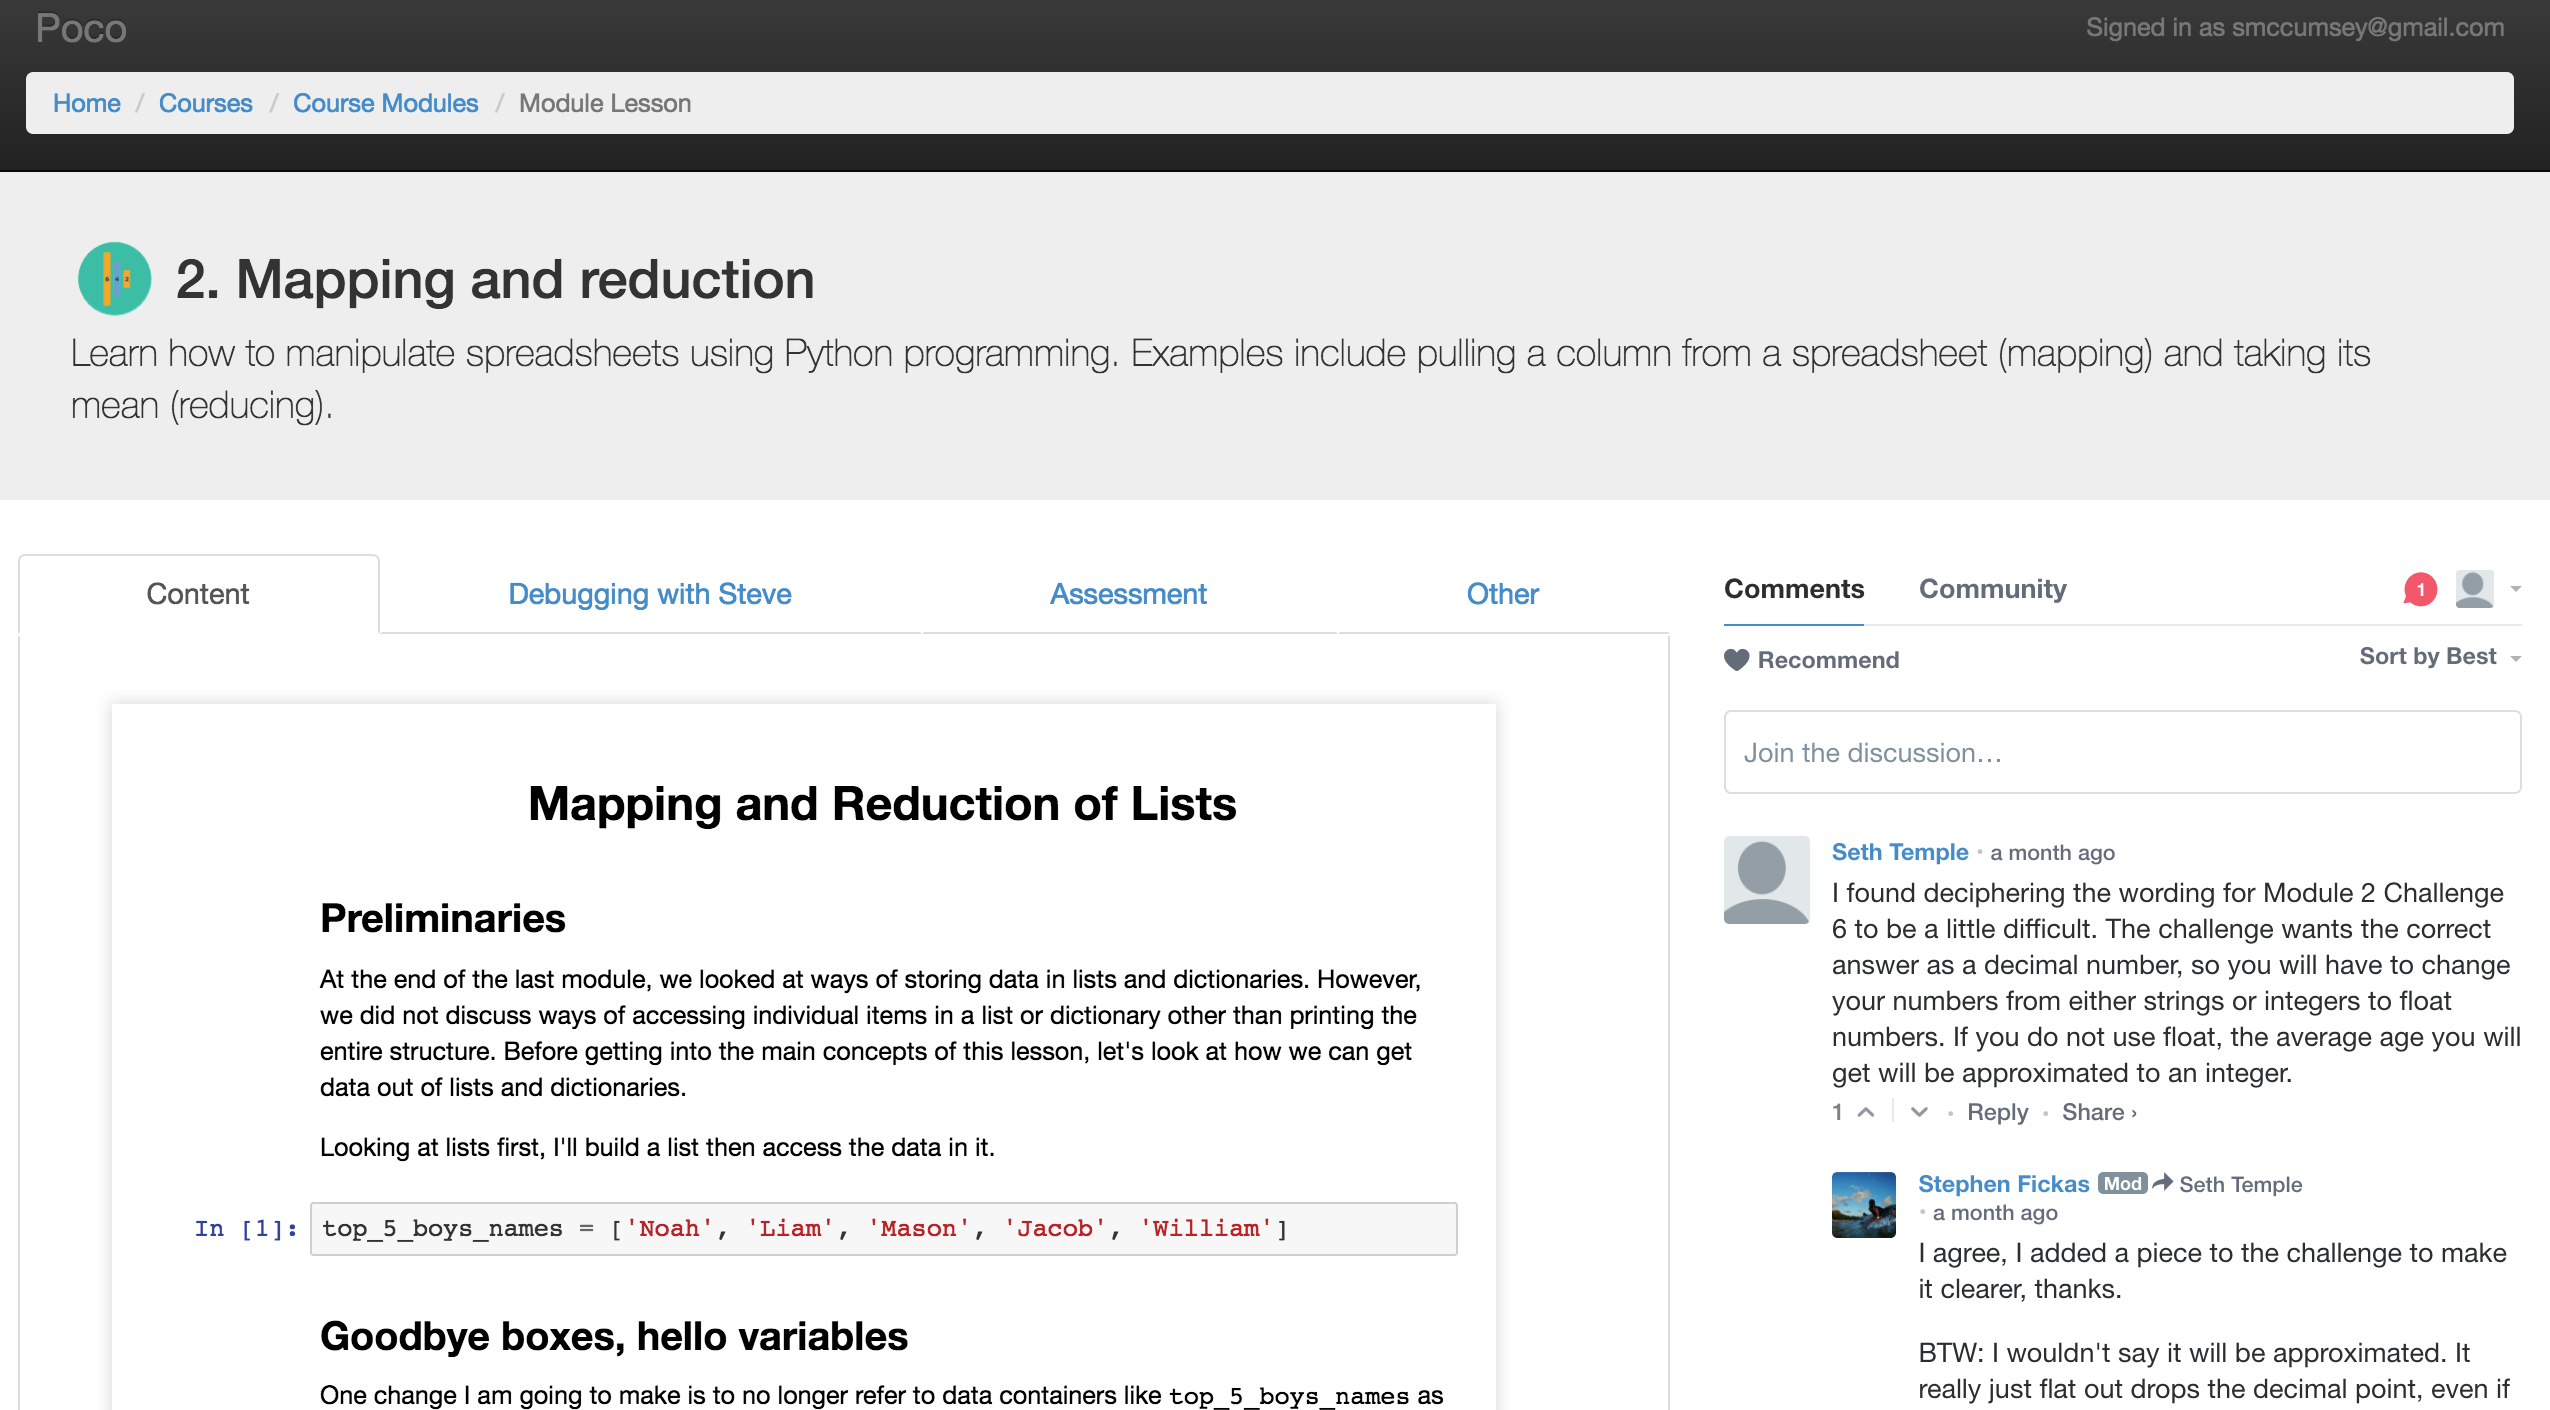 Poco
Signed in as smccumsey@gmail.com
Home / Courses / Course Modules / Module Lesson
2. Mapping and reduction
Learn how to manipulate spreadsheets using Python programming. Examples include pulling a column from a spreadsheet (mapping) and taking its
mean (reducing).
Content
Debugging with Steve
Assessment
Other
Mapping and Reduction of Lists
Preliminaries
At the end of the last module, we looked at ways of storing data in lists and dictionaries. However,
we did not discuss ways of accessing individual items in a list or dictionary other than printing the
entire structure. Before getting into the main concepts of this lesson, let's look at how we can get
data out of lists and dictionaries.
Looking at lists first, I'll build a list then access the data in it.
In [1]: top_5_boys_names = ['Noah', 'Liam', 'Mason', 'Jacob', 'William']
Goodbye boxes, hello variables
One change I am going to make is to no longer refer to data containers like top_5_boys_names as
Comments
Community
1
Recommend
Sort by Best
Join the discussion...
Seth Temple • a month ago
I found deciphering the wording for Module 2 Challenge
6 to be a little difficult. The challenge wants the correct
answer as a decimal number, so you will have to change
your numbers from either strings or integers to float
numbers. If you do not use float, the average age you will
get will be approximated to an integer.
1 • Reply • Share ›
Stephen Fickas Mod Seth Temple
• a month ago
I agree, I added a piece to the challenge to make
it clearer, thanks.
BTW: I wouldn't say it will be approximated. It
really just flat out drops the decimal point, even if